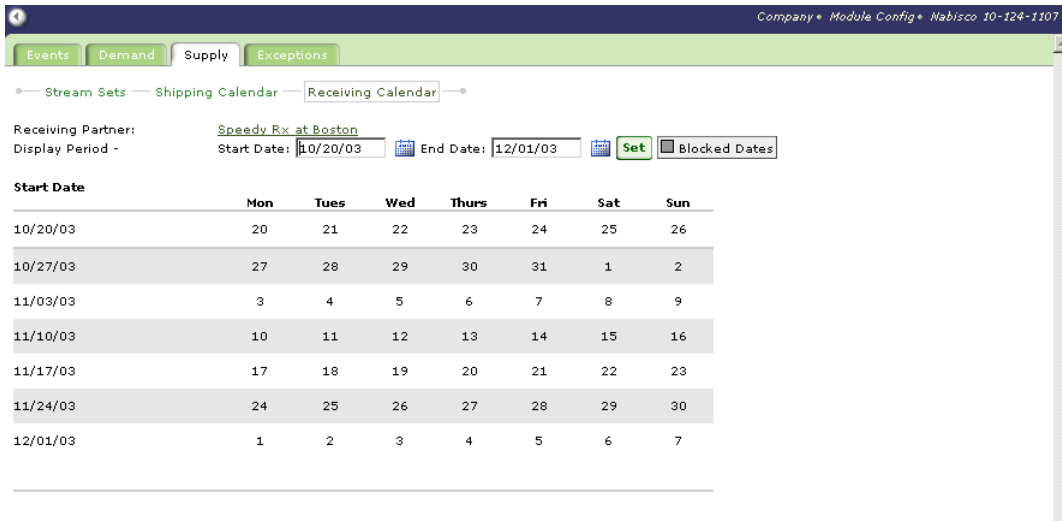 Company • Module Config • Nabisco 10-124-1107
Events Demand Supply Exceptions
Stream Sets Shipping Calendar Receiving Calendar
Receiving Partner: Speedy Rx at Boston
Display Period - Start Date: 10/20/03 End Date: 12/01/03 Set Blocked Dates
Start Date
Mon Tues Wed Thurs Fri Sat Sun
10/20/03 20 21 22 23 24 25 26
10/27/03 27 28 29 30 31 1 2
11/03/03 3 4 5 6 7 8 9
11/10/03 10 11 12 13 14 15 16
11/17/03 17 18 19 20 21 22 23
11/24/03 24 25 26 27 28 29 30
12/01/03 1 2 3 4 5 6 7